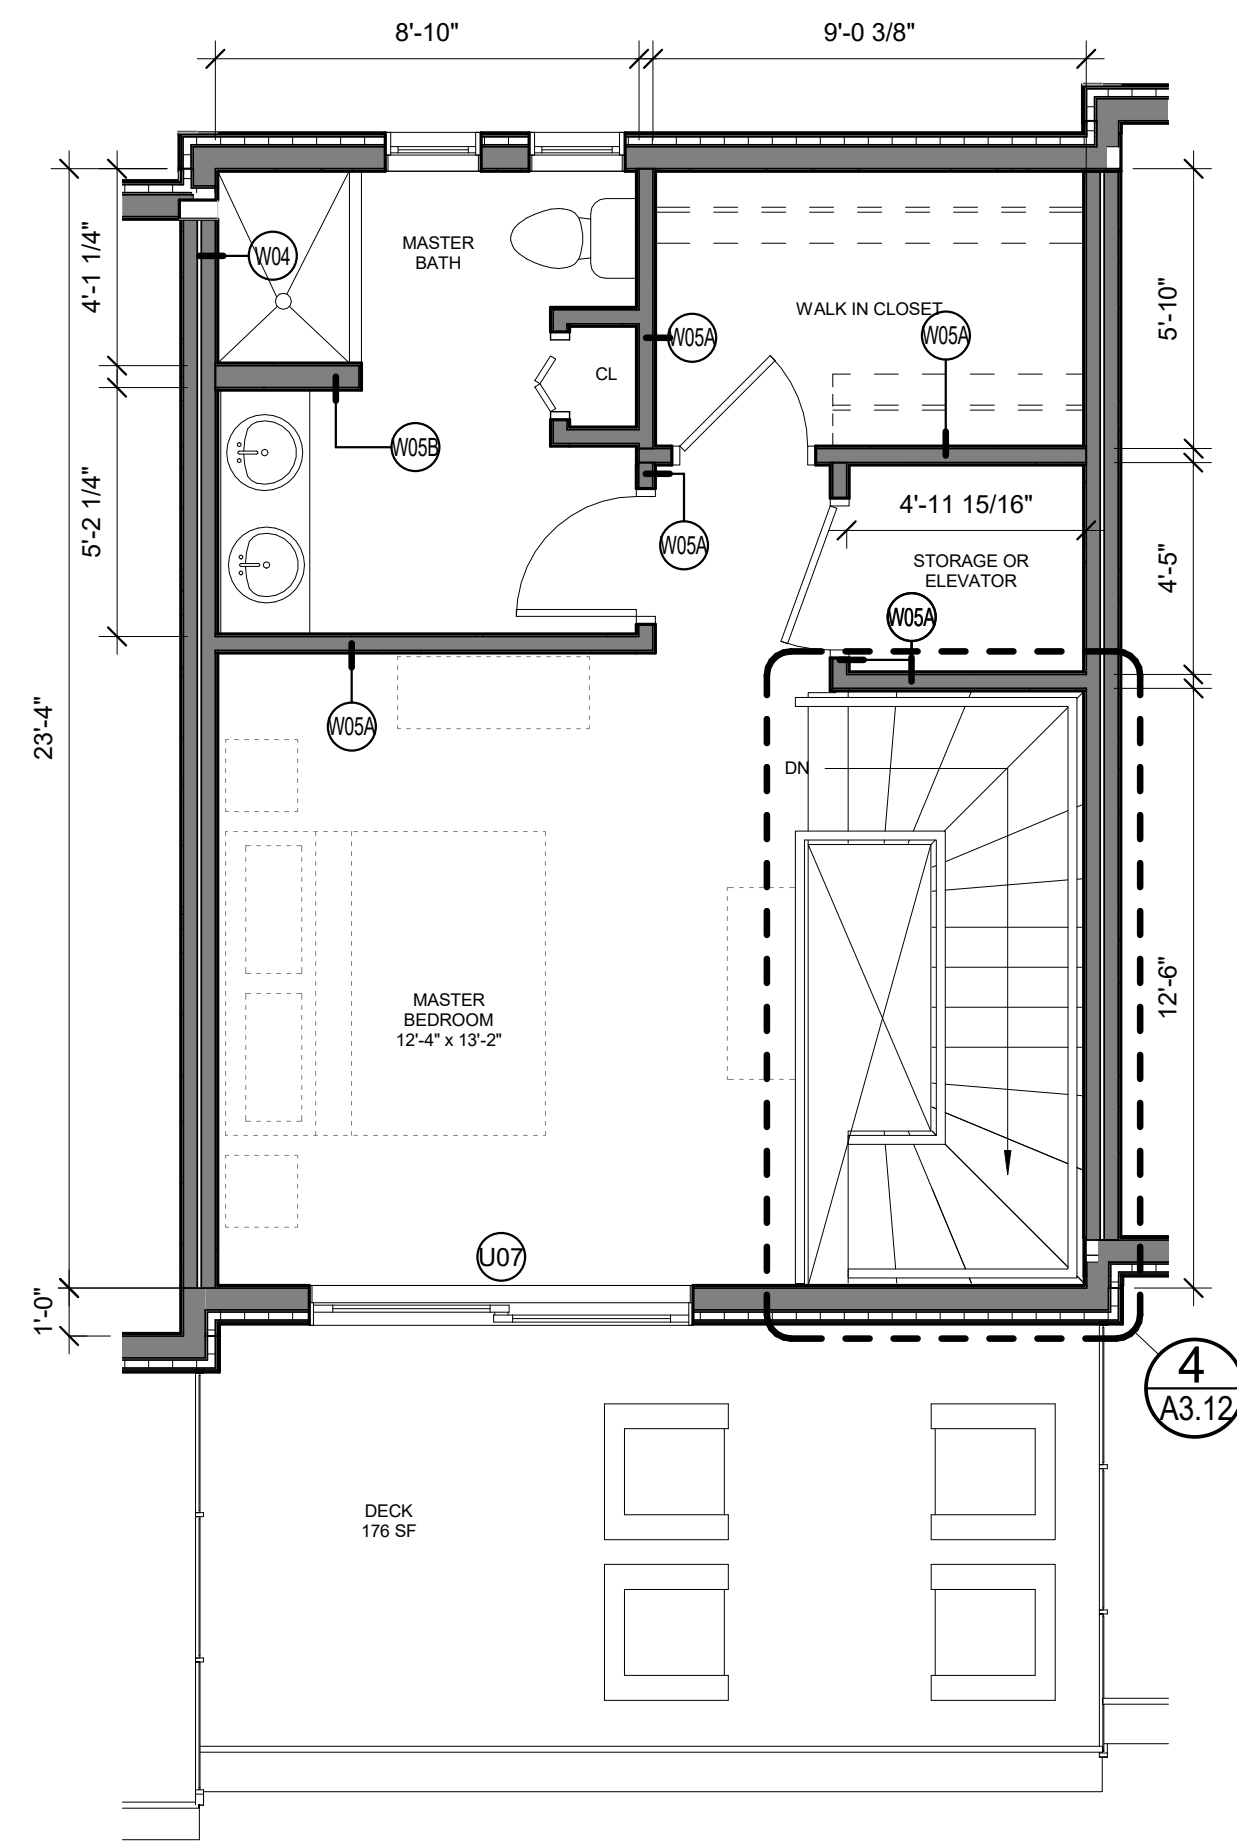 8'-10"
9'-0 3/8"
4'-1 1/4"
W04
MASTER
BATH
WALK IN CLOSET
5'-10"
W05A
W05A
CL
W05B
5'-2 1/4"
4'-11 15/16"
W05A
STORAGE OR
ELEVATOR
4'-5"
W05A
23'-4"
W05A
DN
MASTER
BEDROOM
12'-4" x 13'-2"
12'-6"
U07
1'-0"
4
A3.12
DECK
176 SF